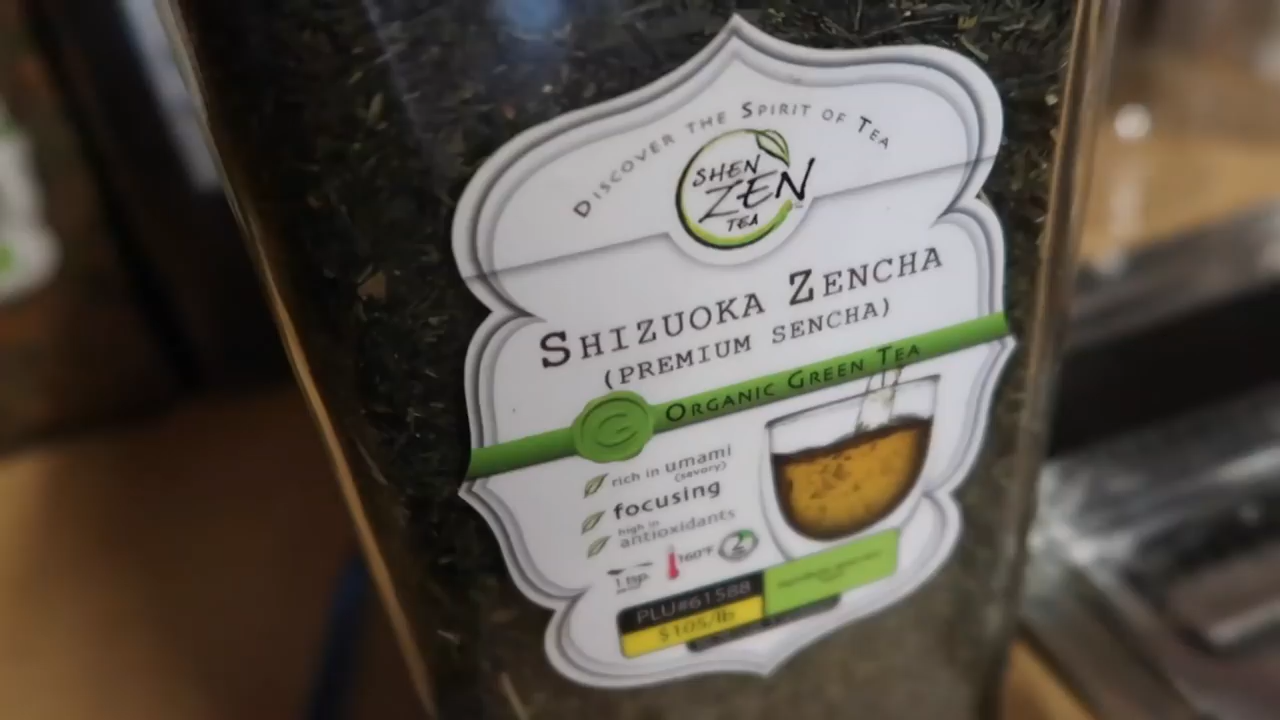 DISCOVER THE SPIRIT OF TEA
SHEN
ZEN
TEA
SHIZUOKA ZENCHA
(PREMIUM SENCHA)
ORGANIC GREEN TEA
rich in umami
(savory)
focusing
high in
antioxidants
1 tsp.
160°F
2
PLU#61588
$105/lb